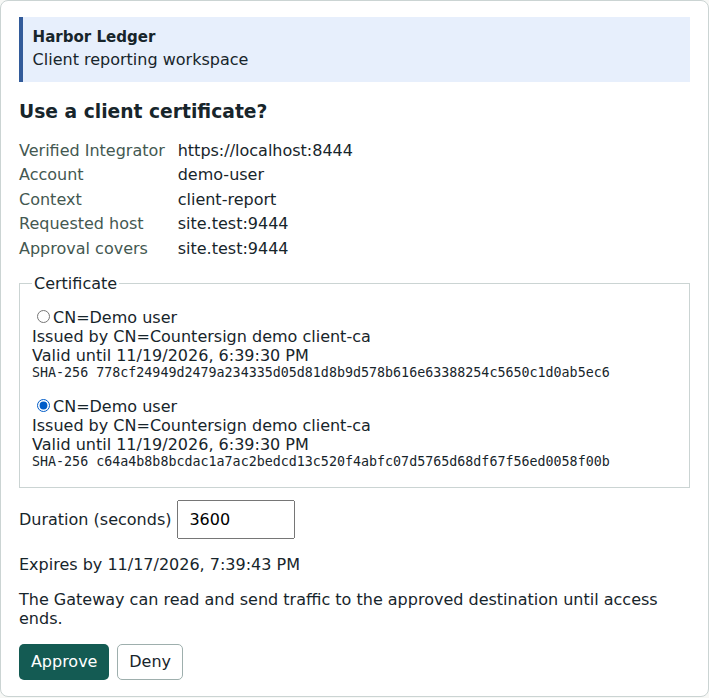 Harbor Ledger
Client reporting workspace
Use a client certificate?
Verified Integrator https://localhost:8444
Account demo-user
Context client-report
Requested host site.test:9444
Approval covers site.test:9444
Certificate
CN=Demo user
Issued by CN=Countersign demo client-ca
Valid until 11/19/2026, 6:39:30 PM
SHA-256 778cf24949d2479a234335d05d81d8b9d578b616e63388254c5650c1d0ab5ec6
CN=Demo user
Issued by CN=Countersign demo client-ca
Valid until 11/19/2026, 6:39:30 PM
SHA-256 c64a4b8b8bcdac1a7ac2bedcd13c520f4abfc07d5765d68df67f56ed0058f00b
Duration (seconds) 3600
Expires by 11/17/2026, 7:39:43 PM
The Gateway can read and send traffic to the approved destination until access
ends.
Approve Deny